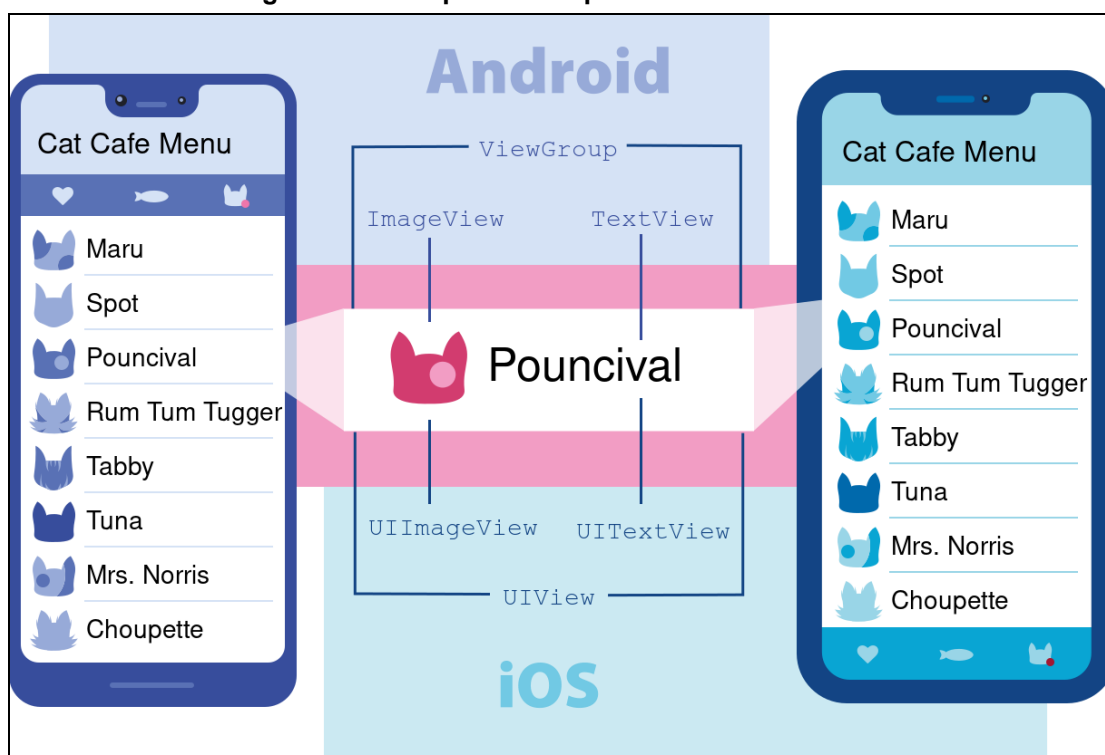 Android
Cat Cafe Menu
Maru
Spot
Pouncival
Rum Tum Tugger
Tabby
Tuna
Mrs. Norris
Choupette
ViewGroup
ImageView TextView
Pouncival
UIImageView UITextView
UIView
iOS
Cat Cafe Menu
Maru
Spot
Pouncival
Rum Tum Tugger
Tabby
Tuna
Mrs. Norris
Choupette